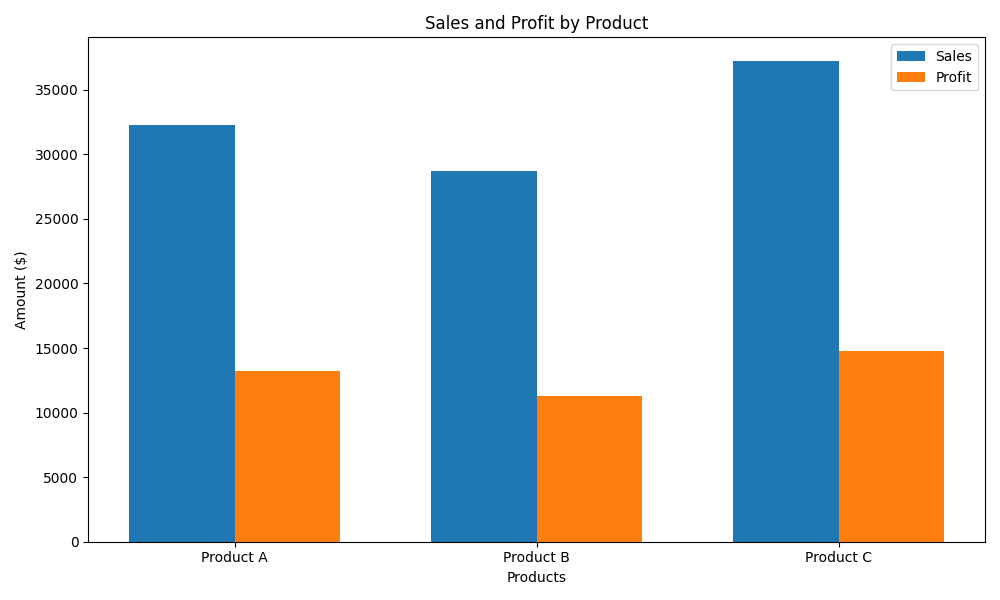 Sales and Profit by Product
Sales
Profit
Amount ($)
35000
30000
25000
20000
15000
10000
5000
0
Product A
Product B
Product C
Products